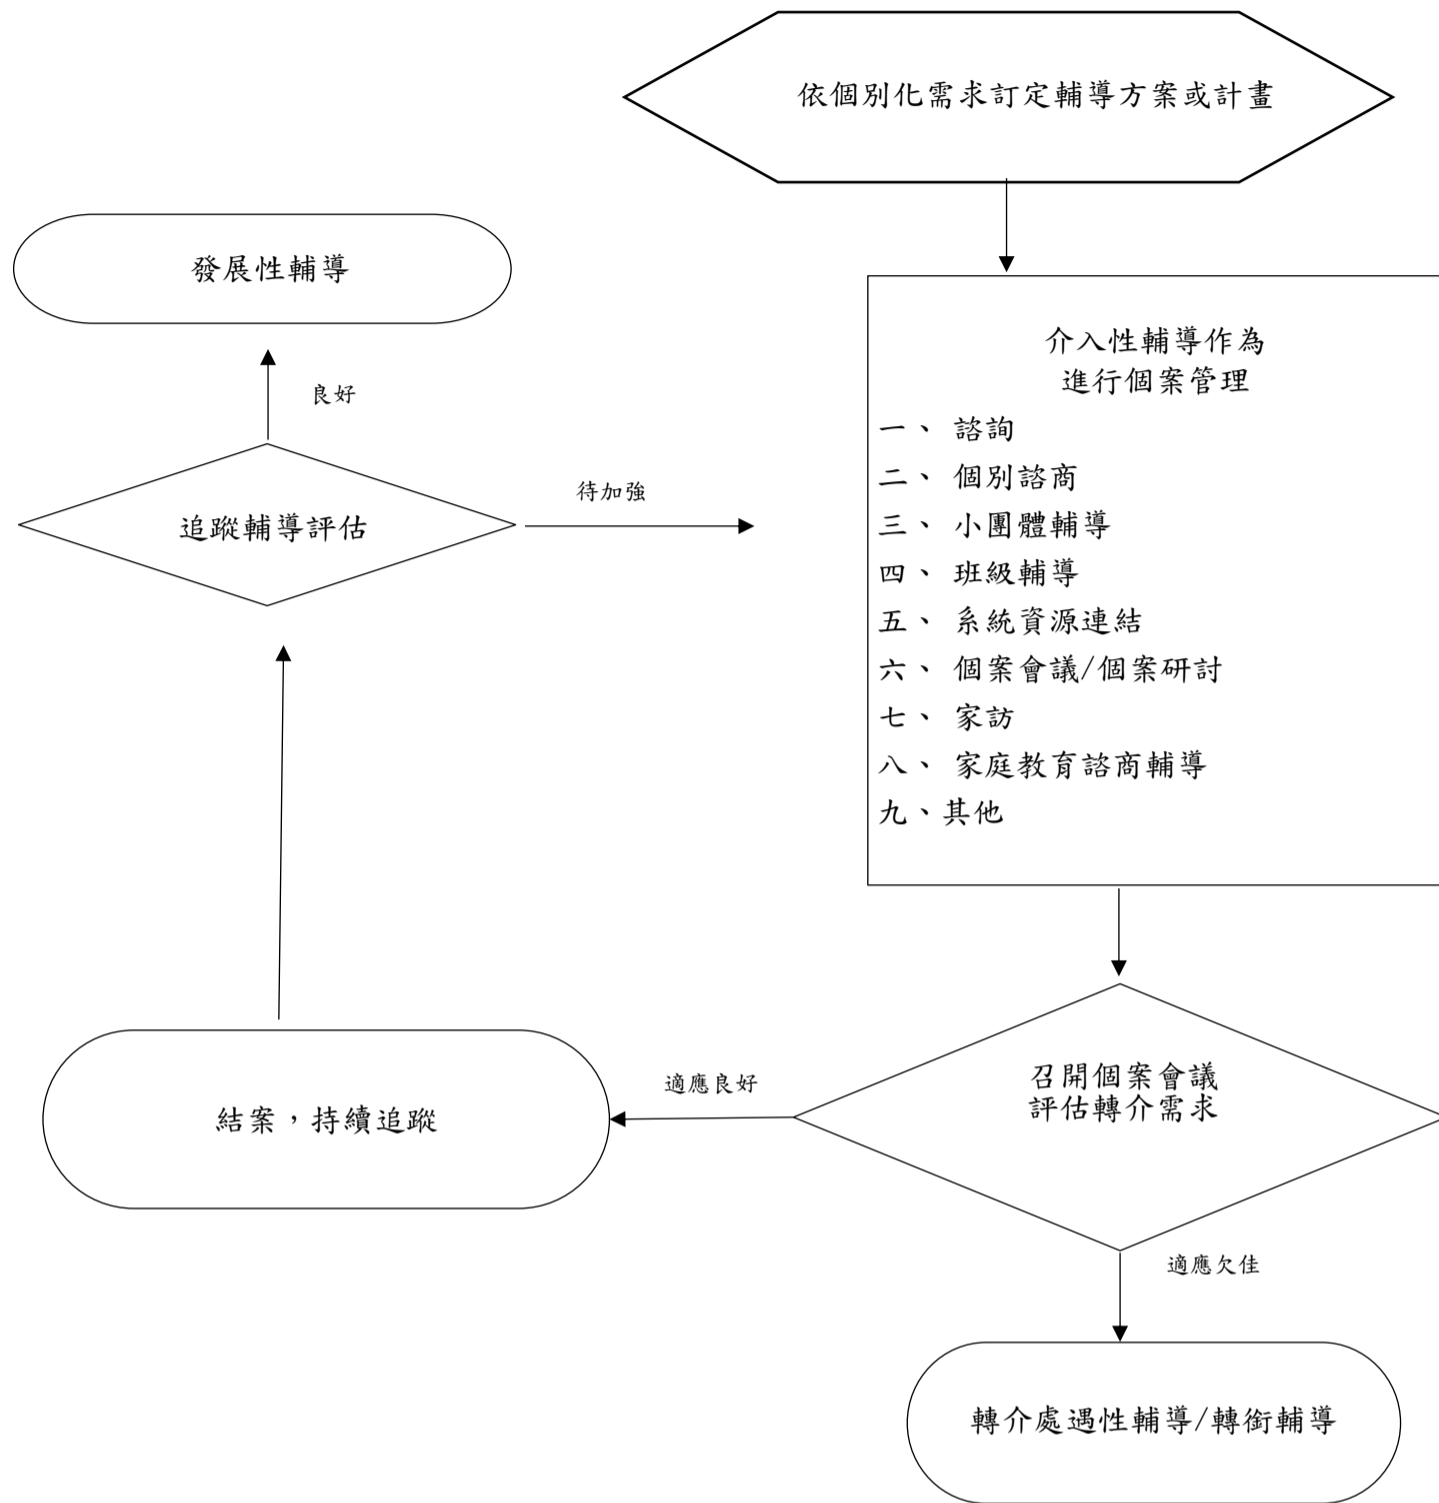 依個別化需求訂定輔導方案或計畫
發展性輔導
良好
追蹤輔導評估
待加強
介入性輔導作為
進行個案管理
一、 諮詢
二、 個別諮商
三、 小團體輔導
四、 班級輔導
五、 系統資源連結
六、 個案會議/個案研討
七、 家訪
八、 家庭教育諮商輔導
九、其他
召開個案會議
評估轉介需求
適應良好
結案，持續追蹤
適應欠佳
轉介處遇性輔導/轉銜輔導